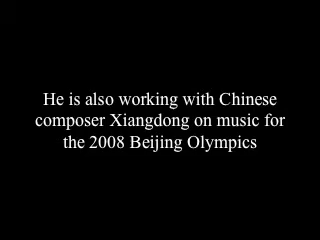 He is also working with Chinese
composer Xiangdong on music for
the 2008 Beijing Olympics